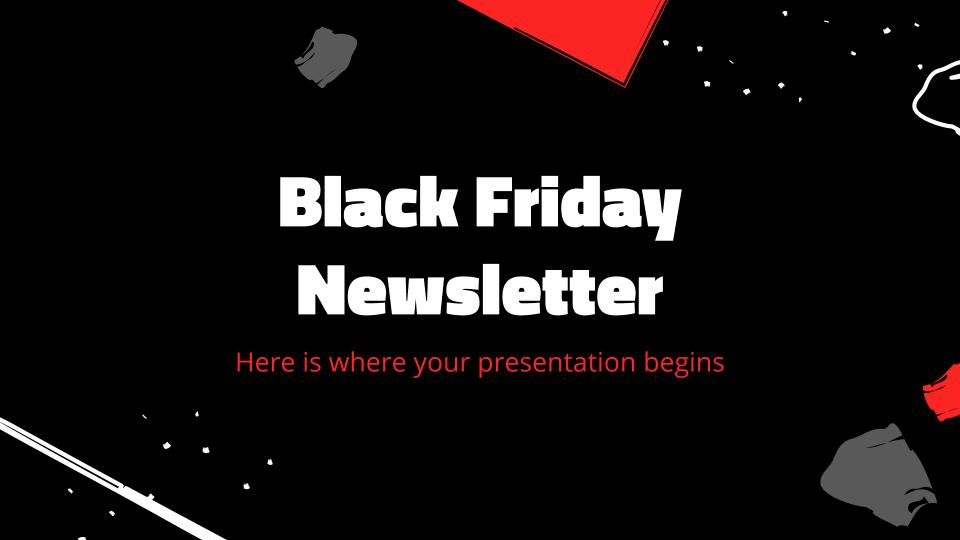 Black Friday
Newsletter
Here is where your presentation begins